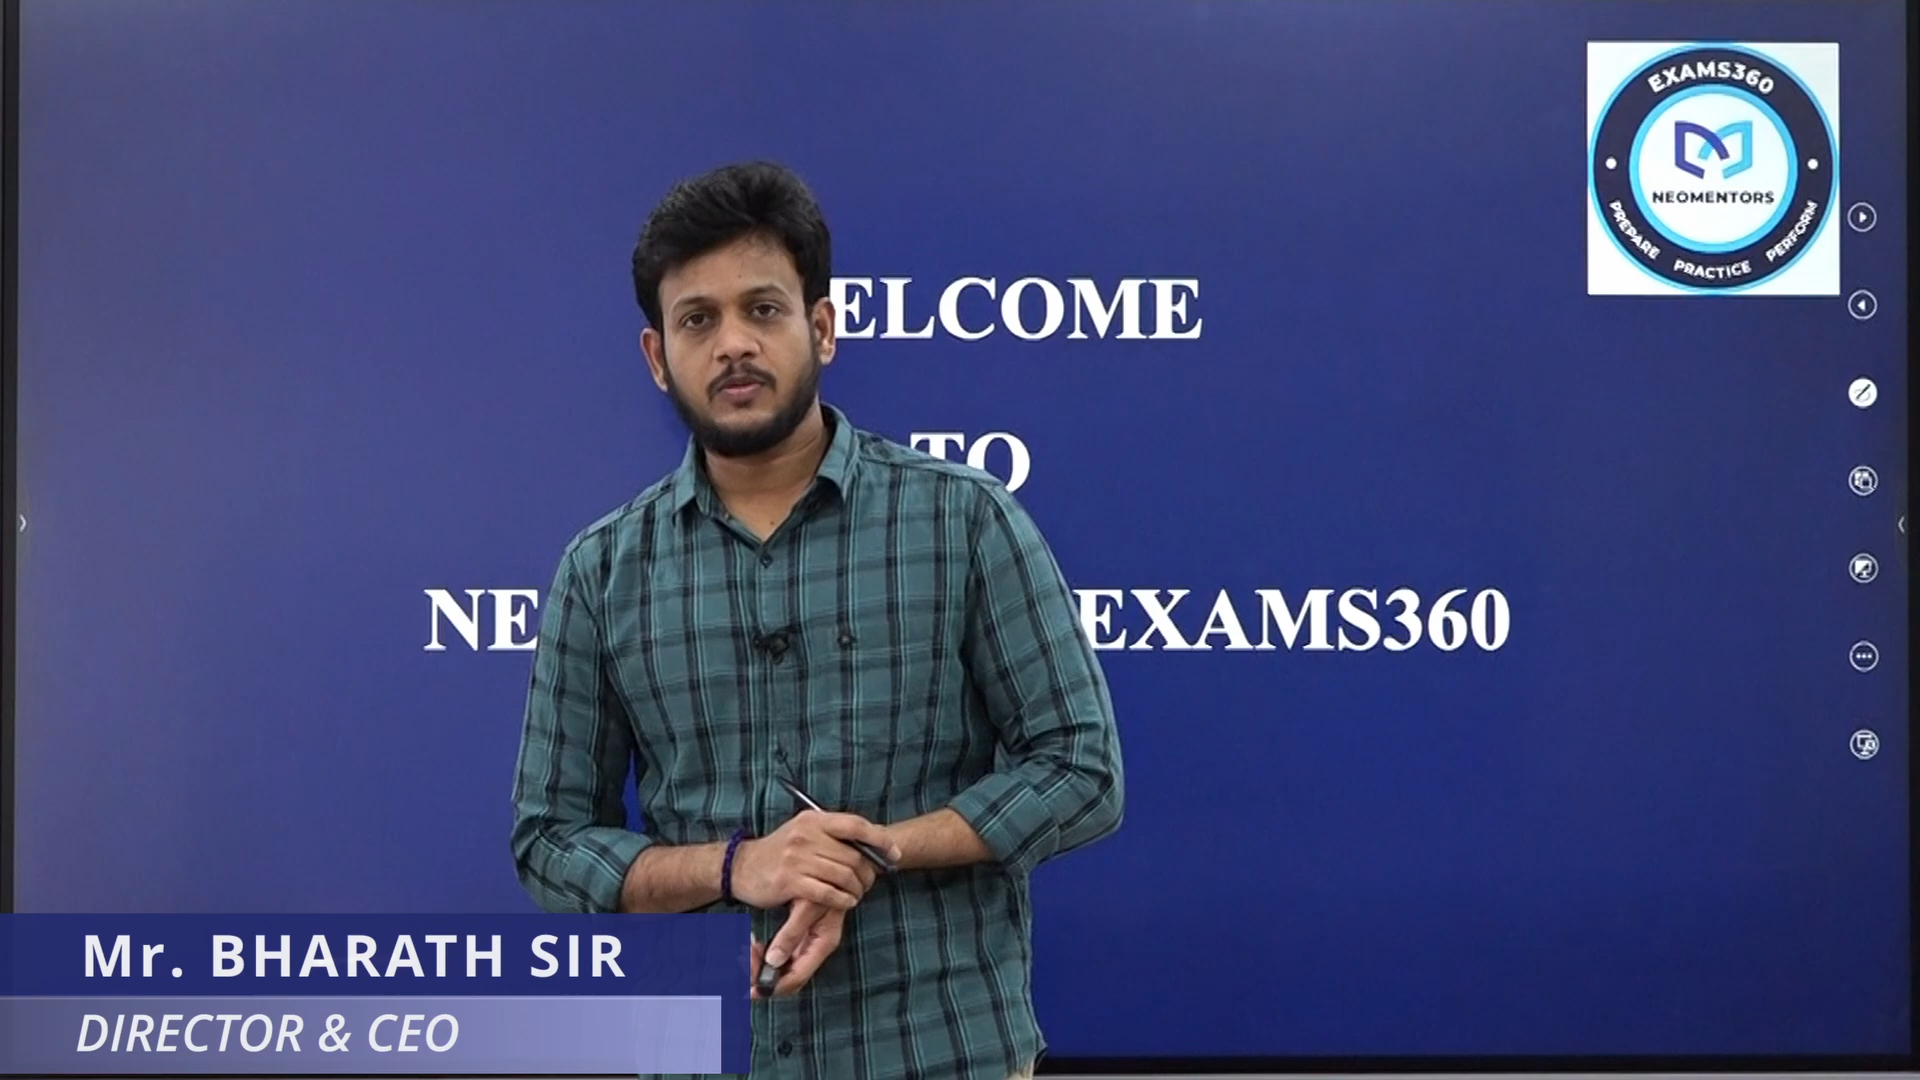 EXAMS360
NEOMENTORS
PREPARE PRACTICE PERFORM
ELCOME
TO
NE EXAMS360
Mr. BHARATH SIR
DIRECTOR & CEO